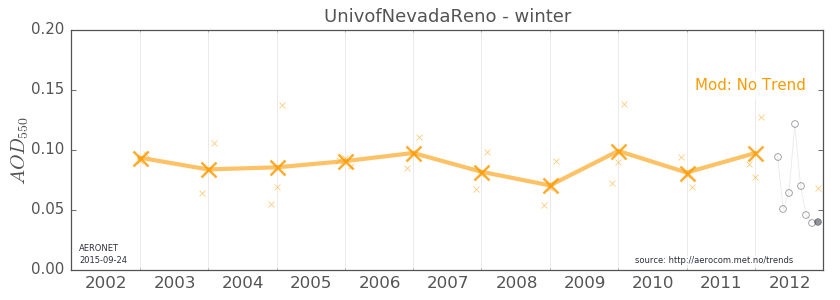 UnivofNevadaReno - winter
0.20
0.15
0.10
0.05
0.00
AOD550
Mod: No Trend
AERONET
2015-09-24
source: http://aerocom.met.no/trends
2002 2003 2004 2005 2006 2007 2008 2009 2010 2011 2012